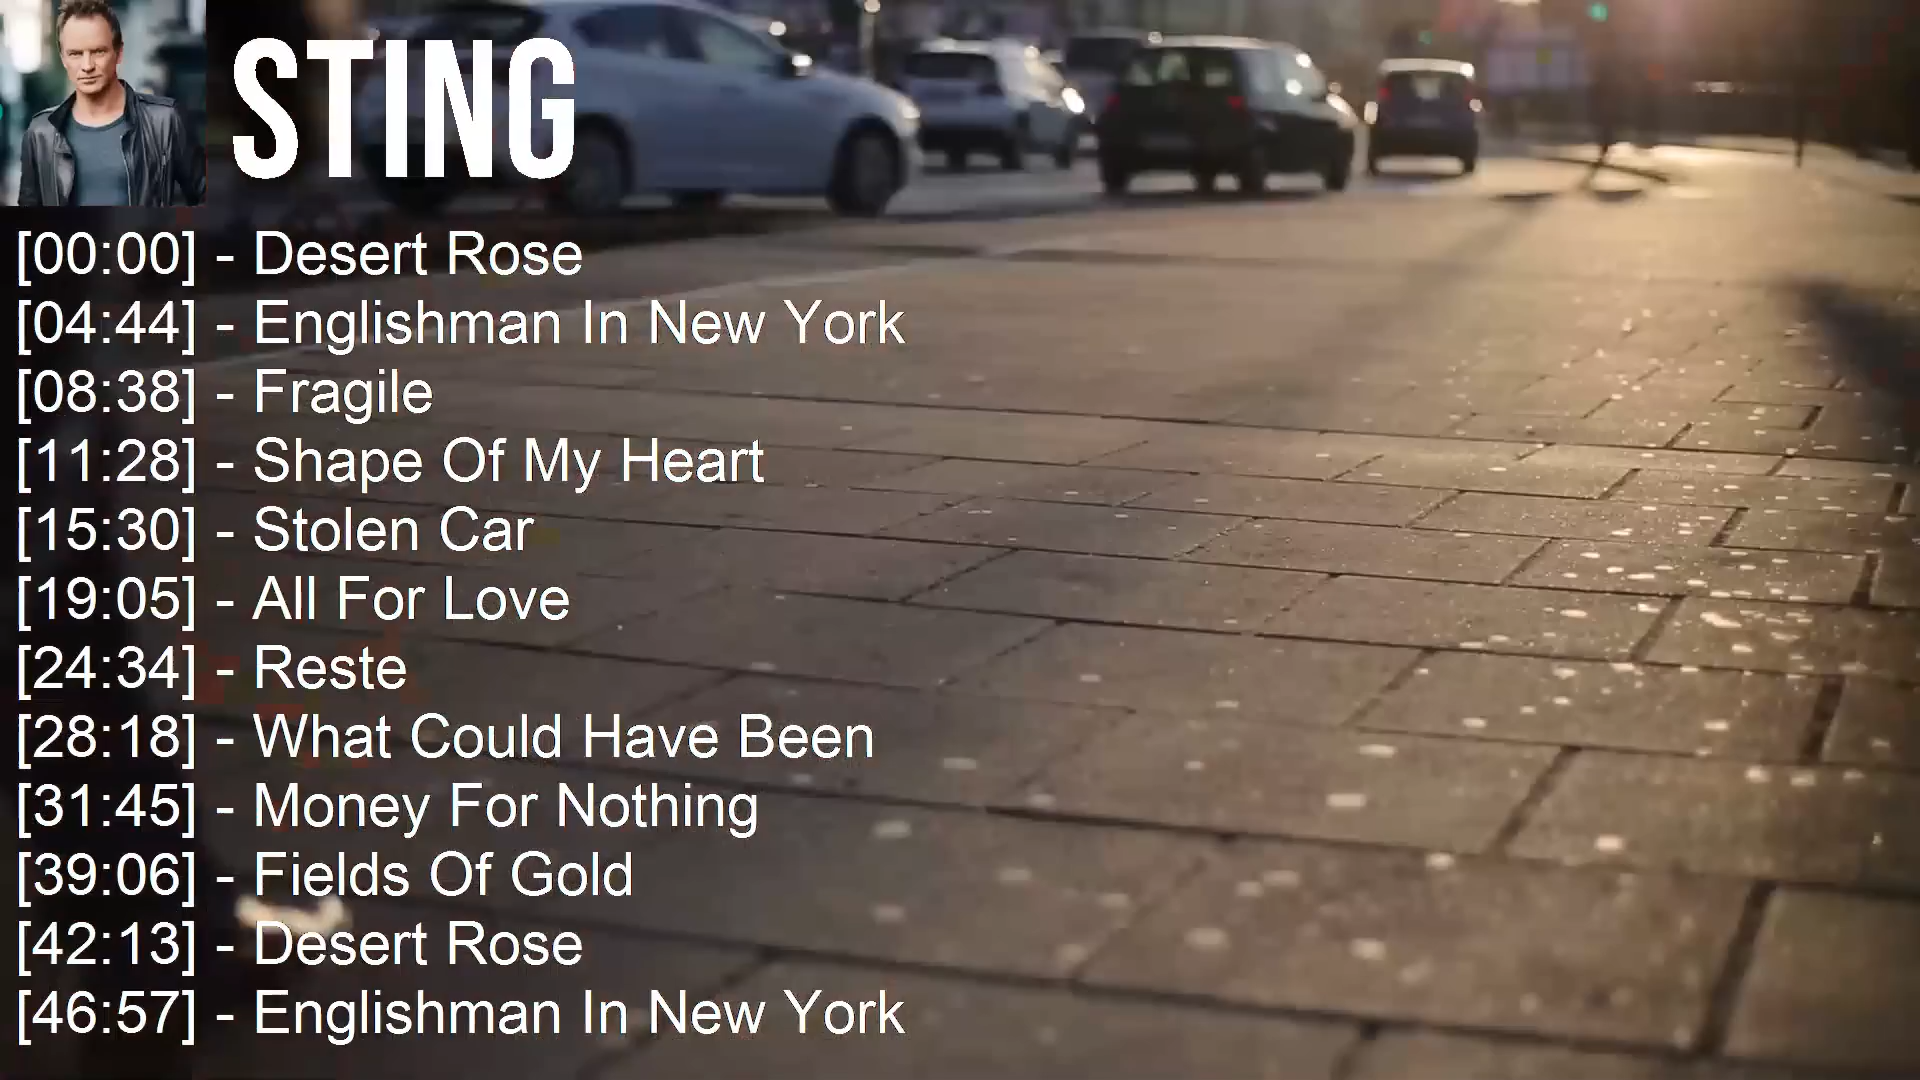 STING
[00:00] - Desert Rose
[04:44] - Englishman In New York
[08:38] - Fragile
[11:28] - Shape Of My Heart
[15:30] - Stolen Car
[19:05] - All For Love
[24:34] - Reste
[28:18] - What Could Have Been
[31:45] - Money For Nothing
[39:06] - Fields Of Gold
[42:13] - Desert Rose
[46:57] - Englishman In New York